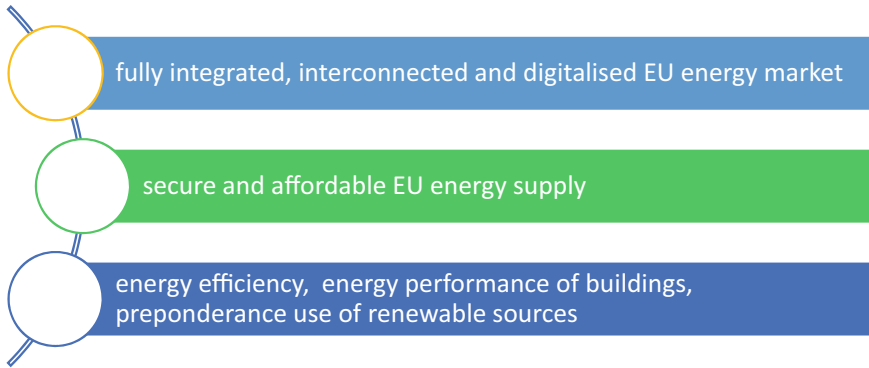 fully integrated, interconnected and digitalised EU energy market
secure and affordable EU energy supply
energy efficiency, energy performance of buildings,
preponderance use of renewable sources